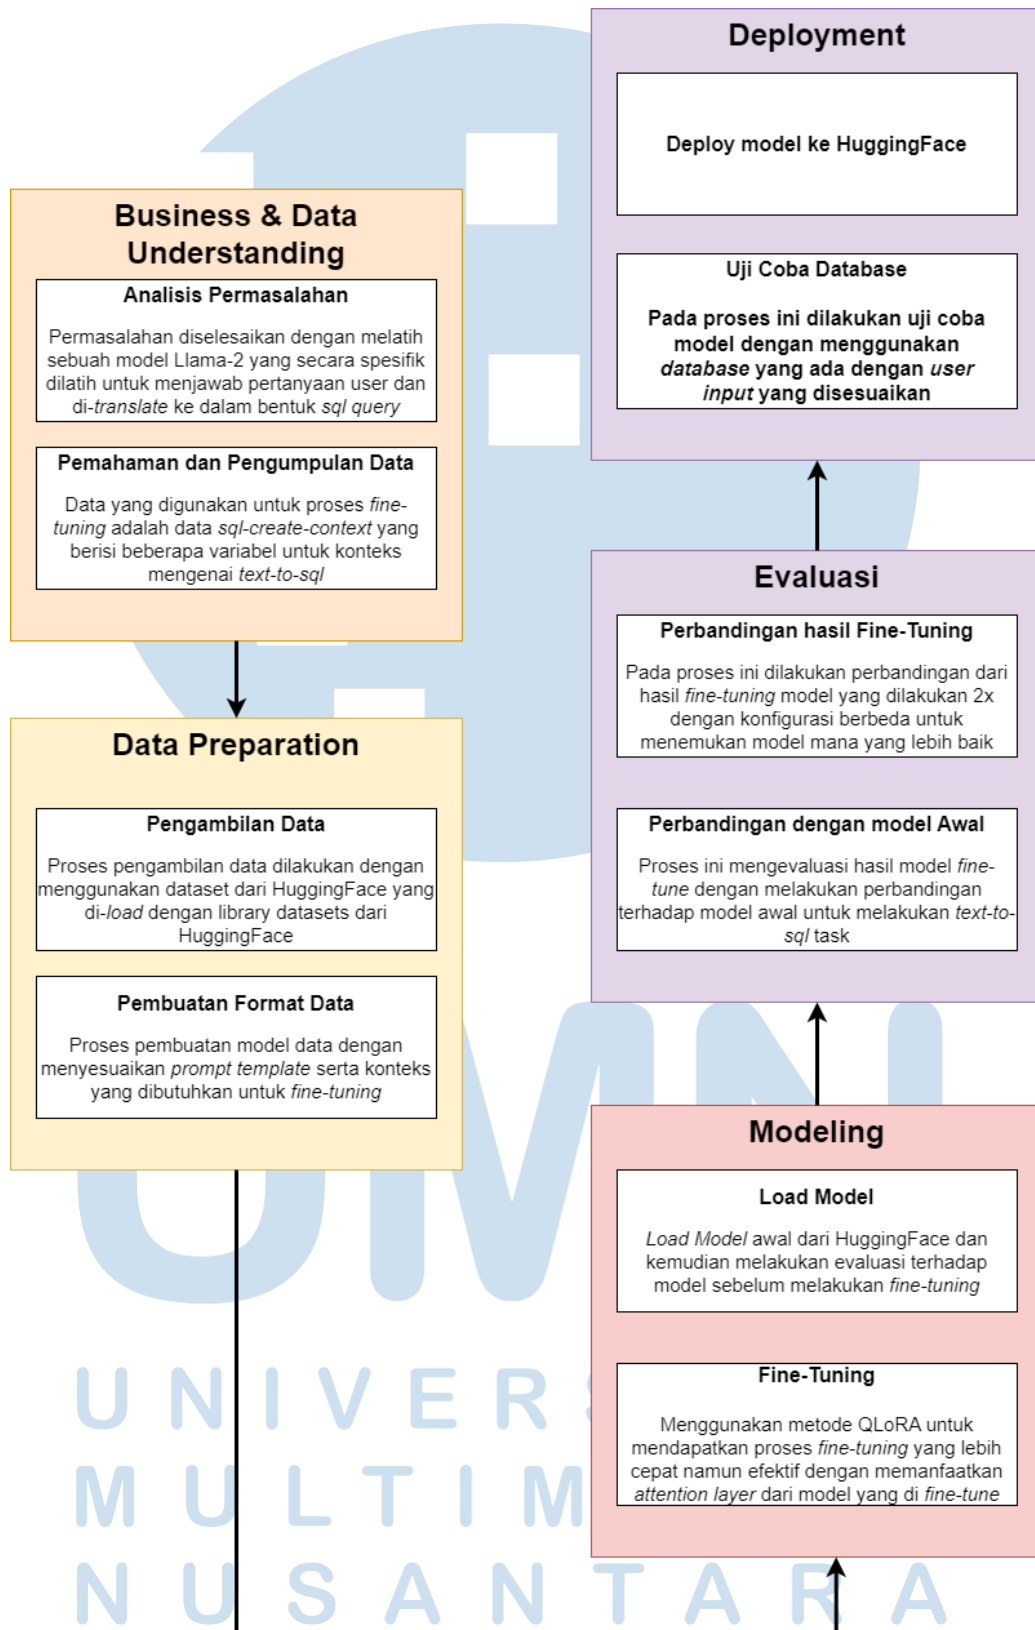 Business & Data
Understanding
Analisis Permasalahan
Permasalahan diselesaikan dengan melatih
sebuah model Llama-2 yang secara spesifik
dilatih untuk menjawab pertanyaan user dan
di-translate ke dalam bentuk sql query
Pemahaman dan Pengumpulan Data
Data yang digunakan untuk proses fine-
tuning adalah data sql-create-context yang
berisi beberapa variabel untuk konteks
mengenai text-to-sql
Data Preparation
Pengambilan Data
Proses pengambilan data dilakukan dengan
menggunakan dataset dari HuggingFace yang
di-load dengan library datasets dari
HuggingFace
Pembuatan Format Data
Proses pembuatan model data dengan
menyesuaikan prompt template serta konteks
yang dibutuhkan untuk fine-tuning
Deployment
Deploy model ke HuggingFace
Uji Coba Database
Pada proses ini dilakukan uji coba
model dengan menggunakan
database yang ada dengan user
input yang disesuaikan
Evaluasi
Perbandingan hasil Fine-Tuning
Pada proses ini dilakukan perbandingan dari
hasil fine-tuning model yang dilakukan 2x
dengan konfigurasi berbeda untuk
menemukan model mana yang lebih baik
Perbandingan dengan model Awal
Proses ini mengevaluasi hasil model fine-
tune dengan melakukan perbandingan
terhadap model awal untuk melakukan text-to-
sql task
Modeling
Load Model
Load Model awal dari HuggingFace dan
kemudian melakukan evaluasi terhadap
model sebelum melakukan fine-tuning
Fine-Tuning
Menggunakan metode QLoRA untuk
mendapatkan proses fine-tuning yang lebih
cepat namun efektif dengan memanfaatkan
attention layer dari model yang di fine-tune
UMN
UNIVERS
MULTIM
NUSANTARA